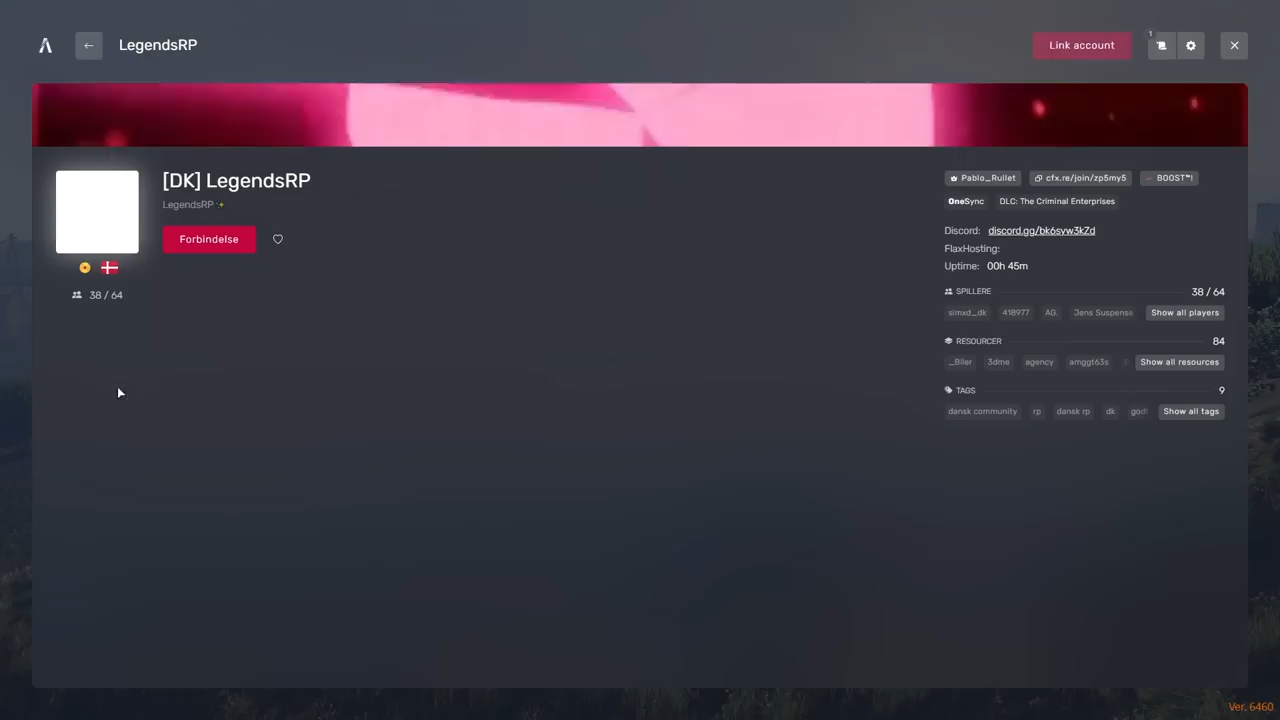 LegendsRP
Link account
1
[DK] LegendsRP
LegendsRP
Forbindelse
38 / 64
Pablo_Rullet
cfx.re/join/zp5my5
BOOST™!
OneSync
DLC: The Criminal Enterprises
Discord: discord.gg/bk6syw3kZd
FlaxHosting:
Uptime: 00h 45m
SPILLERE 38 / 64
simxd_dk 418977 AG. Jens Suspense Show all players
RESOURCER 84
_Biler 3dme agency amggt63s Show all resources
TAGS 9
dansk community rp dansk rp dk god Show all tags
Ver. 6460